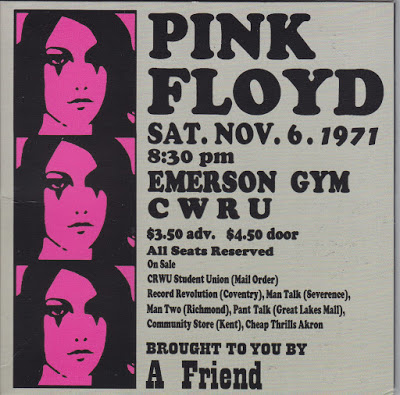 PINK
FLOYD
SAT. NOV. 6. 1971
8:30 pm
EMERSON GYM
CWRU
$3.50 adv. $4.50 door
All Seats Reserved
On Sale
CRWU Student Union (Mail Order)
Record Revolution (Coventry), Man Talk (Severence),
Man Two (Richmond), Pant Talk (Great Lakes Mall),
Community Store (Kent), Cheap Thrills Akron
BROUGHT TO YOU BY
A Friend